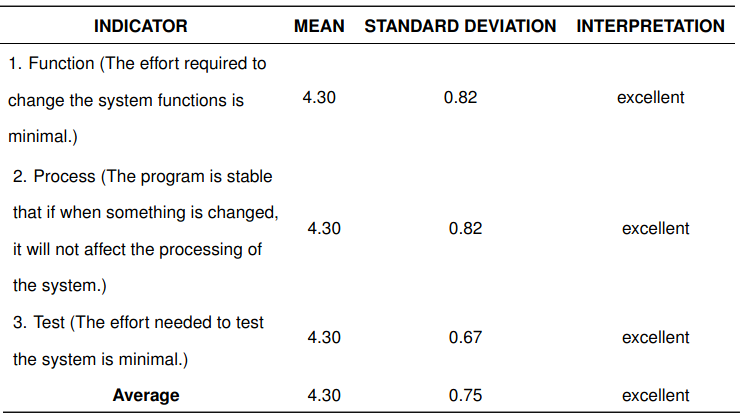 INDICATOR MEAN STANDARD DEVIATION INTERPRETATION
1. Function (The effort required to
change the system functions is
minimal.)
4.30 0.82 excellent
2. Process (The program is stable
that if when something is changed,
it will not affect the processing of
the system.)
4.30 0.82 excellent
3. Test (The effort needed to test
the system is minimal.)
4.30 0.67 excellent
Average 4.30 0.75 excellent